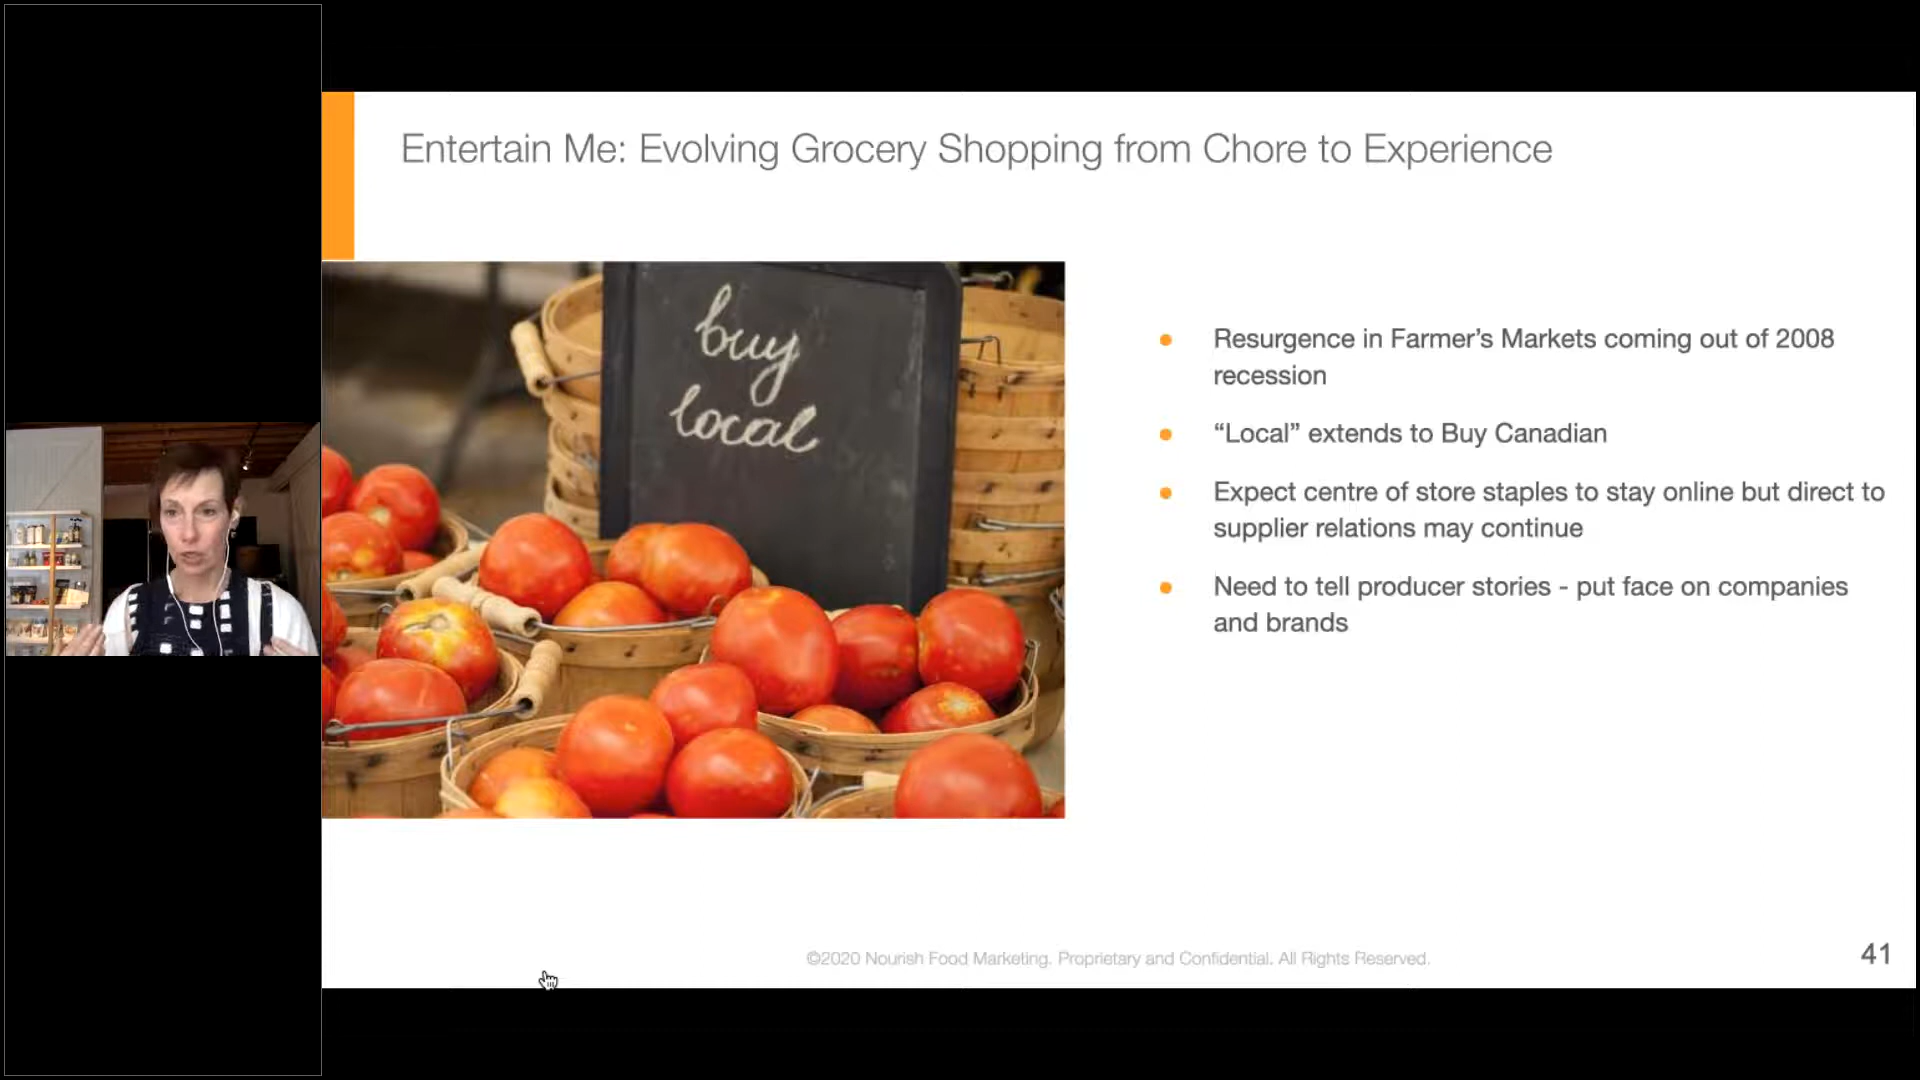 Entertain Me: Evolving Grocery Shopping from Chore to Experience
buy
local
Resurgence in Farmer’s Markets coming out of 2008
recession
“Local” extends to Buy Canadian
Expect centre of store staples to stay online but direct to
supplier relations may continue
Need to tell producer stories - put face on companies
and brands
©2020 Nourish Food Marketing. Proprietary and Confidential. All Rights Reserved.
41